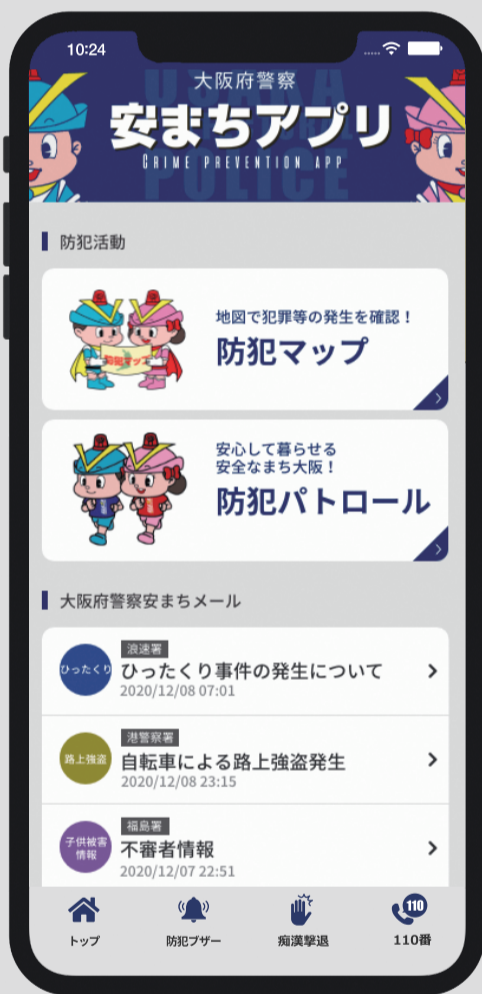 10:24
大阪府警察
安まちアプリ
CRIME PREVENTION APP
OSAKA
POLICE
防犯活動
防犯マップ
地図で犯罪等の発生を確認！
防犯マップ
安心して暮らせる
安全なまち大阪！
防犯パトロール
大阪府警察安まちメール
ひったくり
浪速署
ひったくり事件の発生について
2020/12/08 07:01
路上強盗
港警察署
自転車による路上強盗発生
2020/12/08 23:15
子供被害
情報
福島署
不審者情報
2020/12/07 22:51
110
トップ
防犯ブザー
痴漢撃退
110番